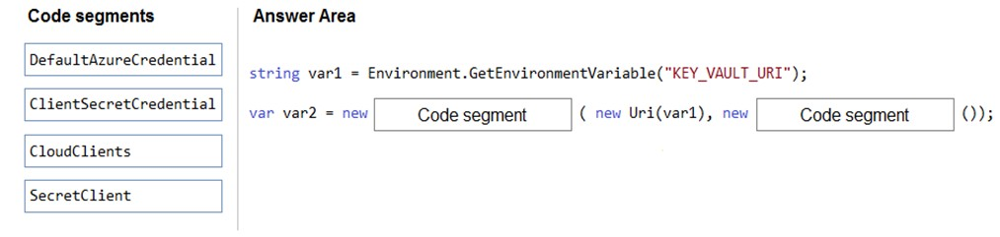 Code segments
DefaultAzureCredential
ClientSecretCredential
CloudClients
SecretClient
Answer Area
string var1 = Environment.GetEnvironmentVariable("KEY_VAULT_URI");
var var2 = new Code segment ( new Uri(var1), new Code segment ());